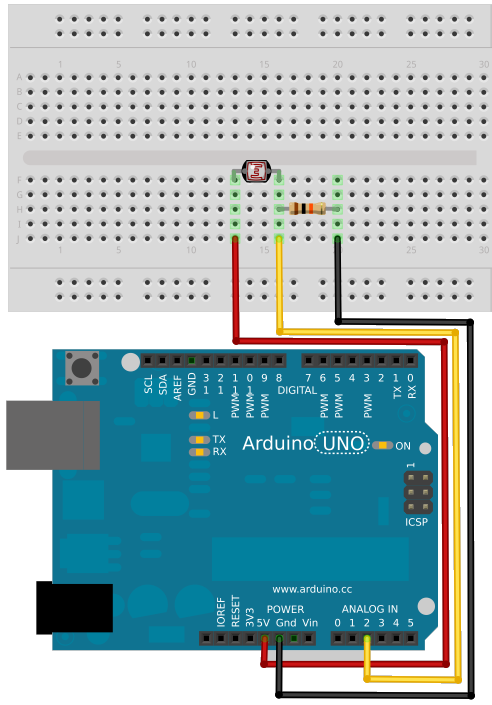 1 5 10 15 20 25 30
A
B
C
D
E
F
G
H
I
J
1 5 10 15 20 25 30
SCL
SDA
AREF
GND
13
12
PWM 11
PWM 10
PWM 9
8
DIGITAL
7
PWM 6
PWM 5
4
PWM 3
2
TX 1
RX 0
L
TX
RX
Arduino UNO
ON
1
ICSP
www.arduino.cc
POWER
ANALOG IN
IOREF
RESET
3V3
5V Gnd Vin
0 1 2 3 4 5